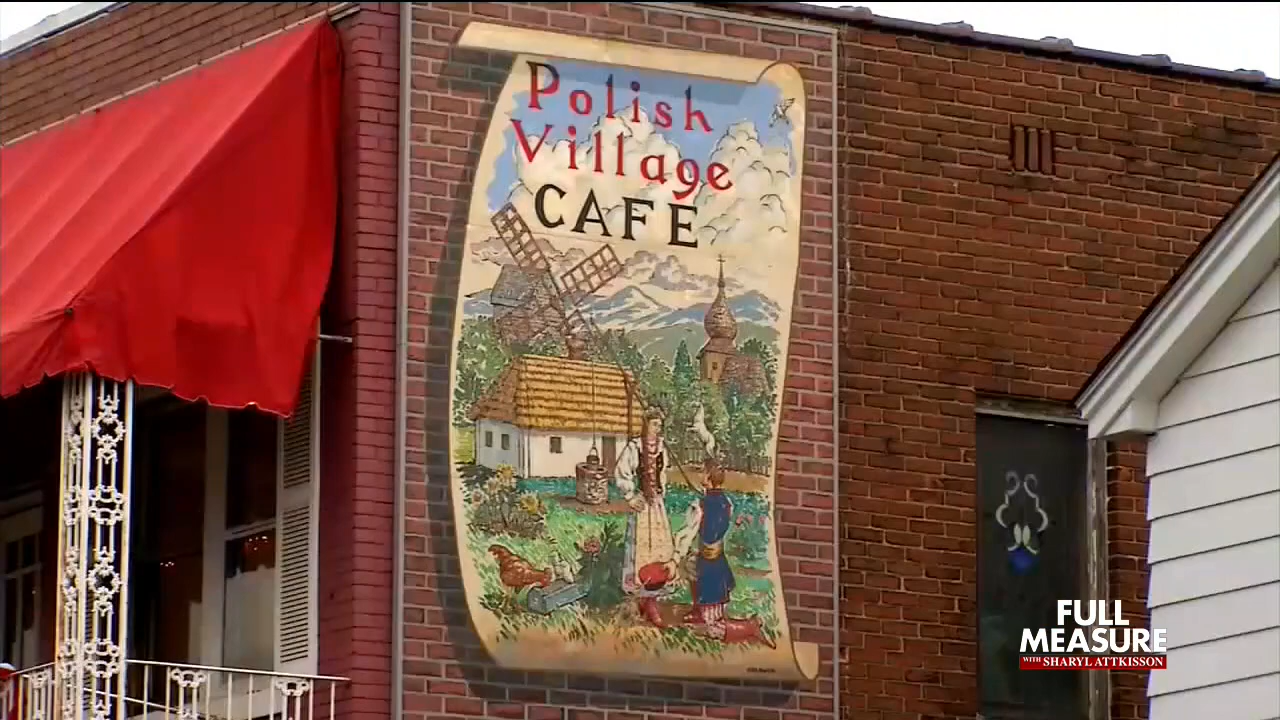 Polish
Village
CAFE
FULL
MEASURE
WITH SHARYL ATTKISSON